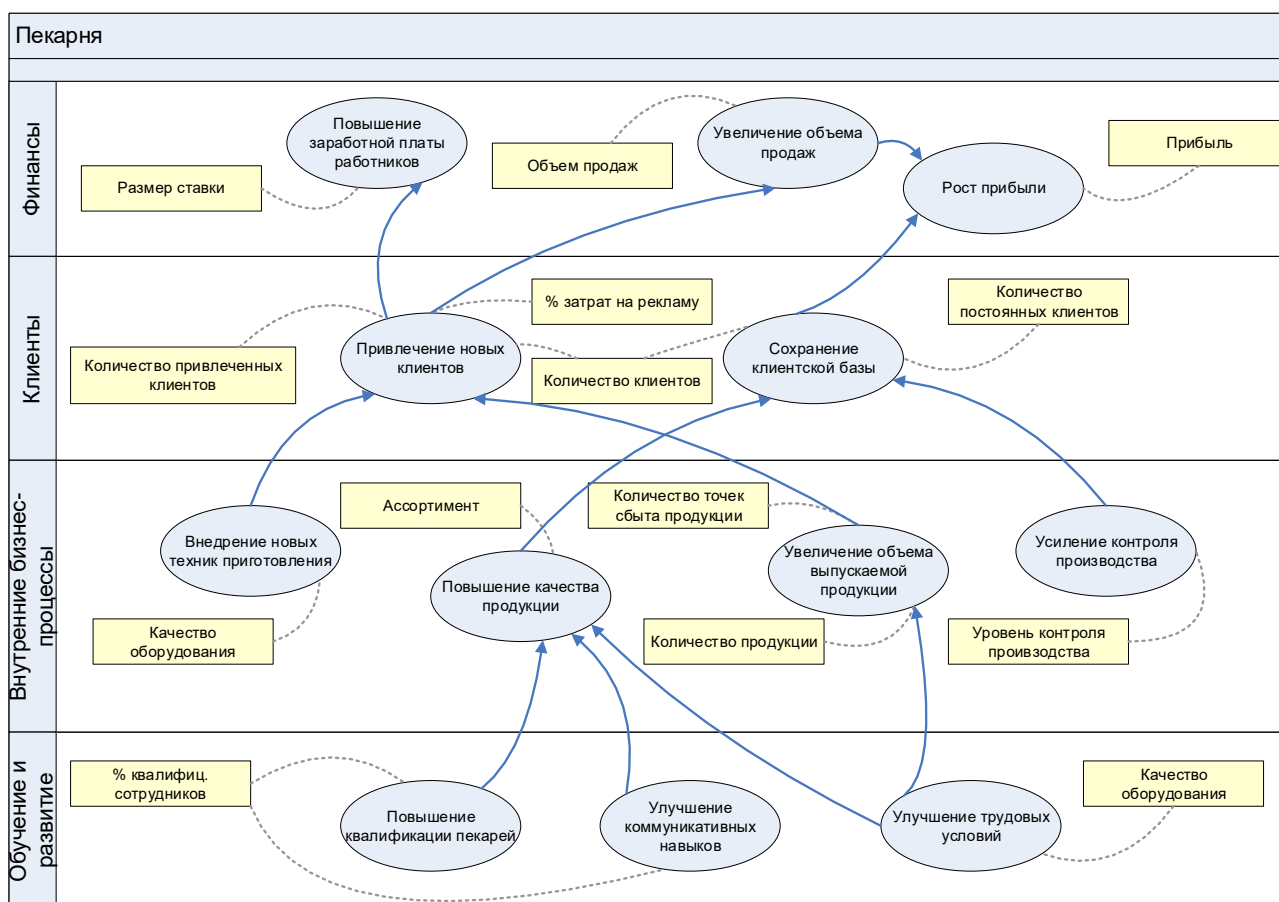 Пекарня
Финансы
Повышение
заработной платы
работников
Увеличение объема
продаж
Прибыль
Объем продаж
Размер ставки
Рост прибыли
Клиенты
% затрат на рекламу
Количество
постоянных клиентов
Количество привлеченных
клиентов
Привлечение новых
клиентов
Количество клиентов
Сохранение
клиентской базы
Внутренние бизнес-
процессы
Ассортимент
Количество точек
сбыта продукции
Внедрение новых
техник приготовления
Повышение качества
продукции
Увеличение объема
выпускаемой
продукции
Усиление контроля
производства
Качество
оборудования
Количество продукции
Уровень контроля
проивзодства
Обучение и
развитие
% квалифиц.
сотрудников
Повышение
квалификации пекарей
Улучшение
коммуникативных
навыков
Улучшение трудовых
условий
Качество
оборудования